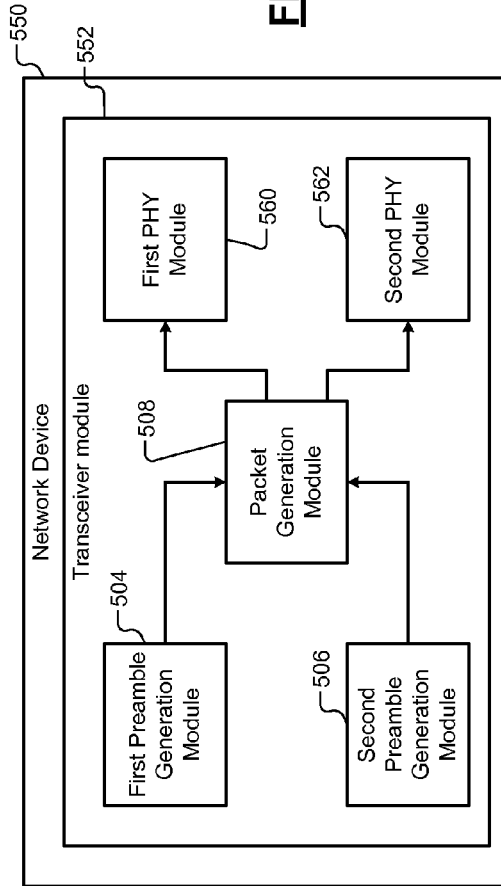 550
Network Device
552
Transceiver module
504
First Preamble
Generation
Module
508
Packet
Generation
Module
First PHY
Module
560
506
Second
Preamble
Generation
Module
562
Second PHY
Module